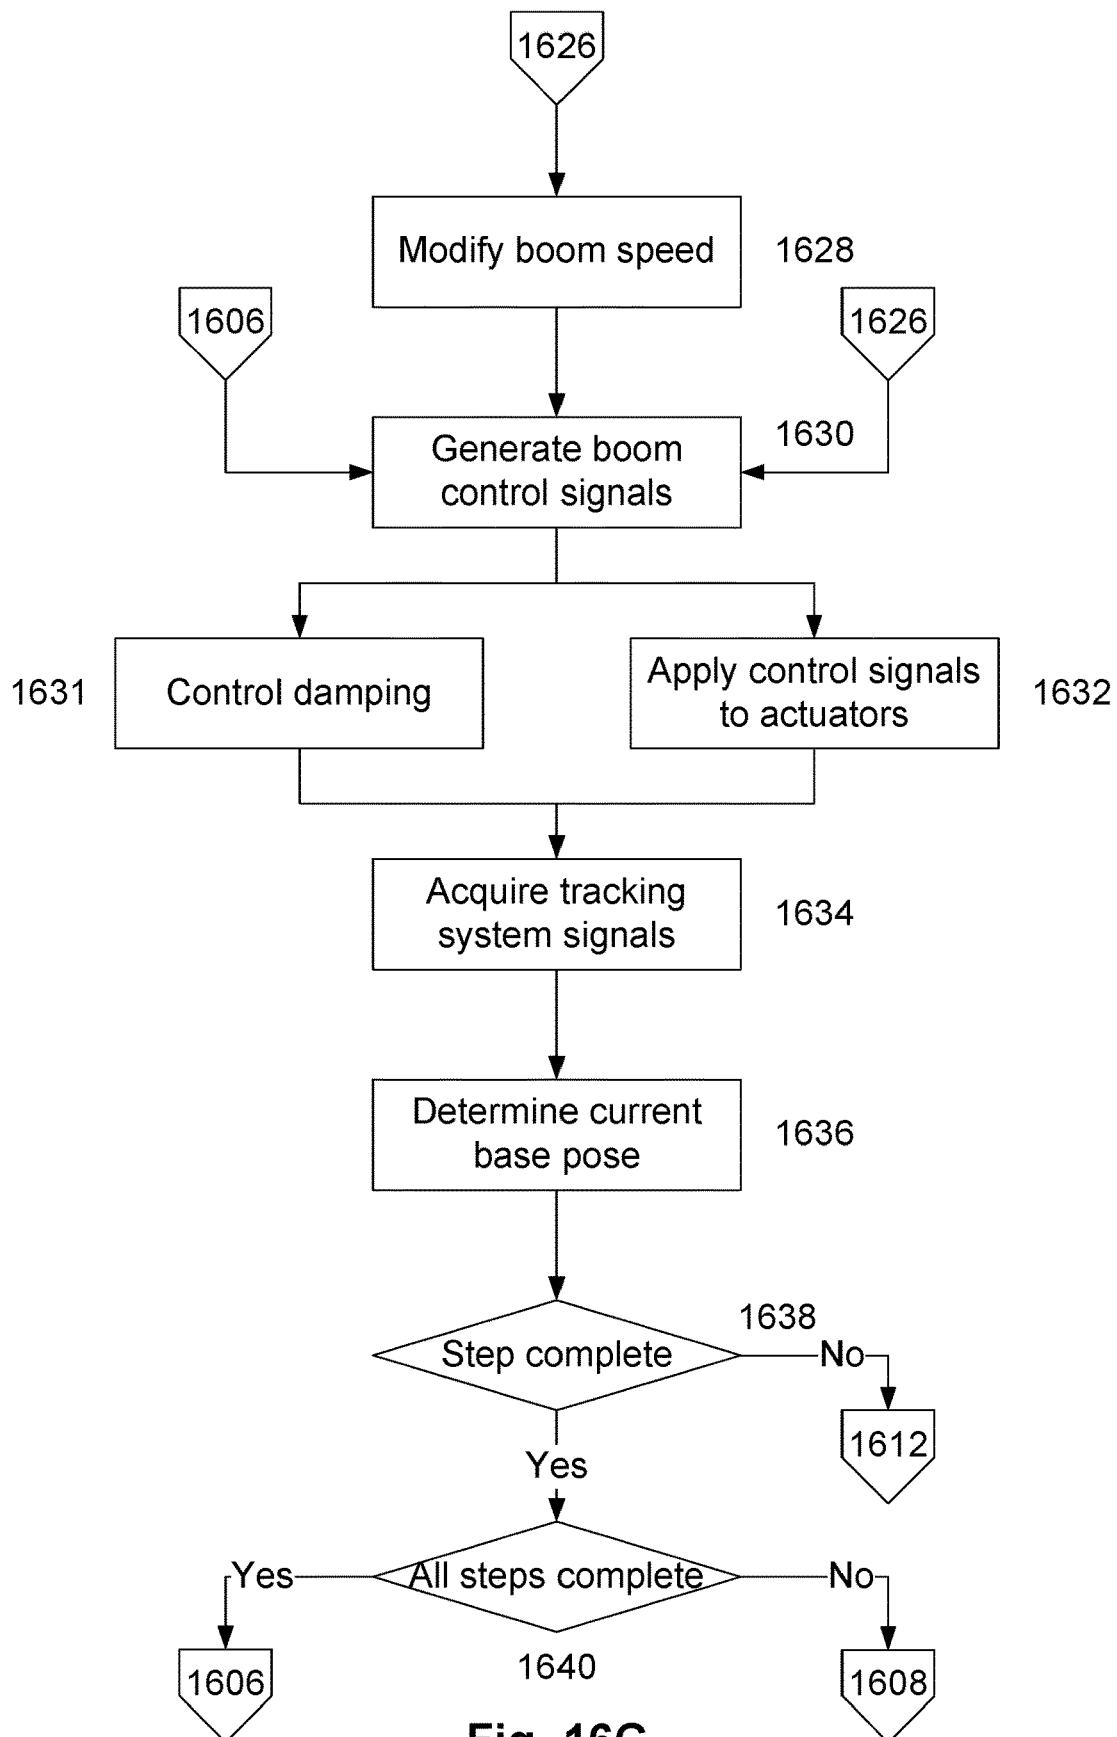 1626
Modify boom speed
1628
1606
1626
Generate boom
control signals
1630
1631
Control damping
Apply control signals
to actuators
1632
Acquire tracking
system signals
1634
Determine current
base pose
1636
Step complete
1638
No
1612
Yes
All steps complete
Yes
No
1640
1606
1608